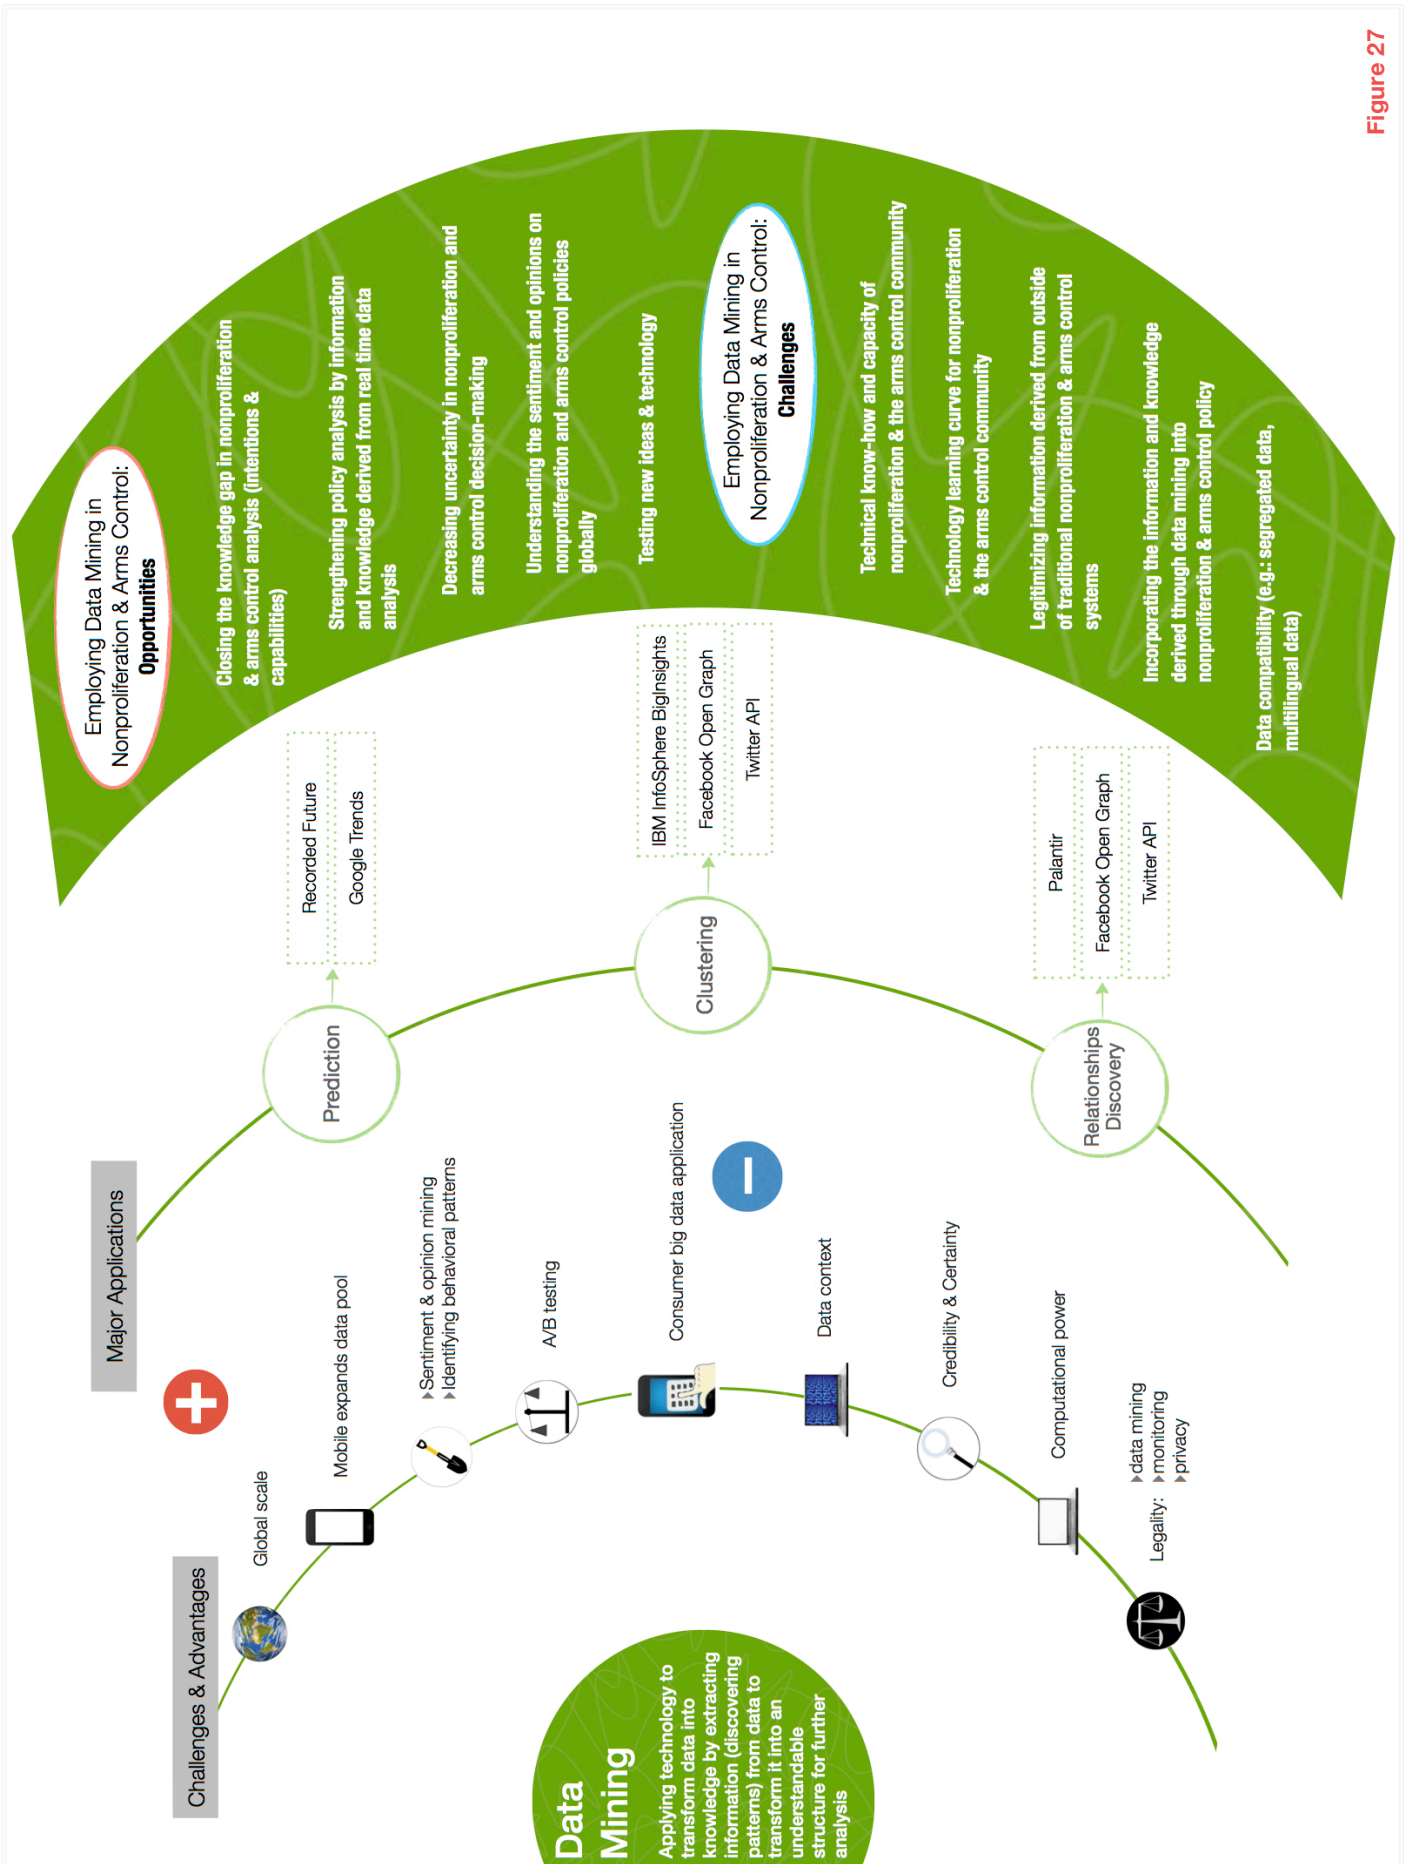 Data
Mining
Applying technology to
transform data into
knowledge by extracting
information (discovering
patterns) from data to
transform it into an
understandable
structure for further
analysis
Challenges & Advantages
Global scale
Mobile expands data pool
Sentiment & opinion mining
Identifying behavioral patterns
A/B testing
Consumer big data application
Data context
Credibility & Certainty
Computational power
Legality:
data mining
monitoring
privacy
Major Applications
Prediction
Recorded Future
Google Trends
Clustering
IBM InfoSphere BigInsights
Facebook Open Graph
Twitter API
Relationships
Discovery
Palantir
Facebook Open Graph
Twitter API
Employing Data Mining in
Nonproliferation & Arms Control:
Opportunities
Closing the knowledge gap in nonproliferation
& arms control analysis (intentions &
capabilities)
Strengthening policy analysis by information
and knowledge derived from real time data
analysis
Decreasing uncertainty in nonproliferation and
arms control decision-making
Understanding the sentiment and opinions on
nonproliferation and arms control policies
globally
Testing new ideas & technology
Employing Data Mining in
Nonproliferation & Arms Control:
Challenges
Technical know-how and capacity of
nonproliferation & the arms control community
Technology learning curve for nonproliferation
& the arms control community
Legitimizing information derived from outside
of traditional nonproliferation & arms control
systems
Incorporating the information and knowledge
derived through data mining into
nonproliferation & arms control policy
Data compatibility (e.g.: segregated data,
multilingual data)
Figure 27